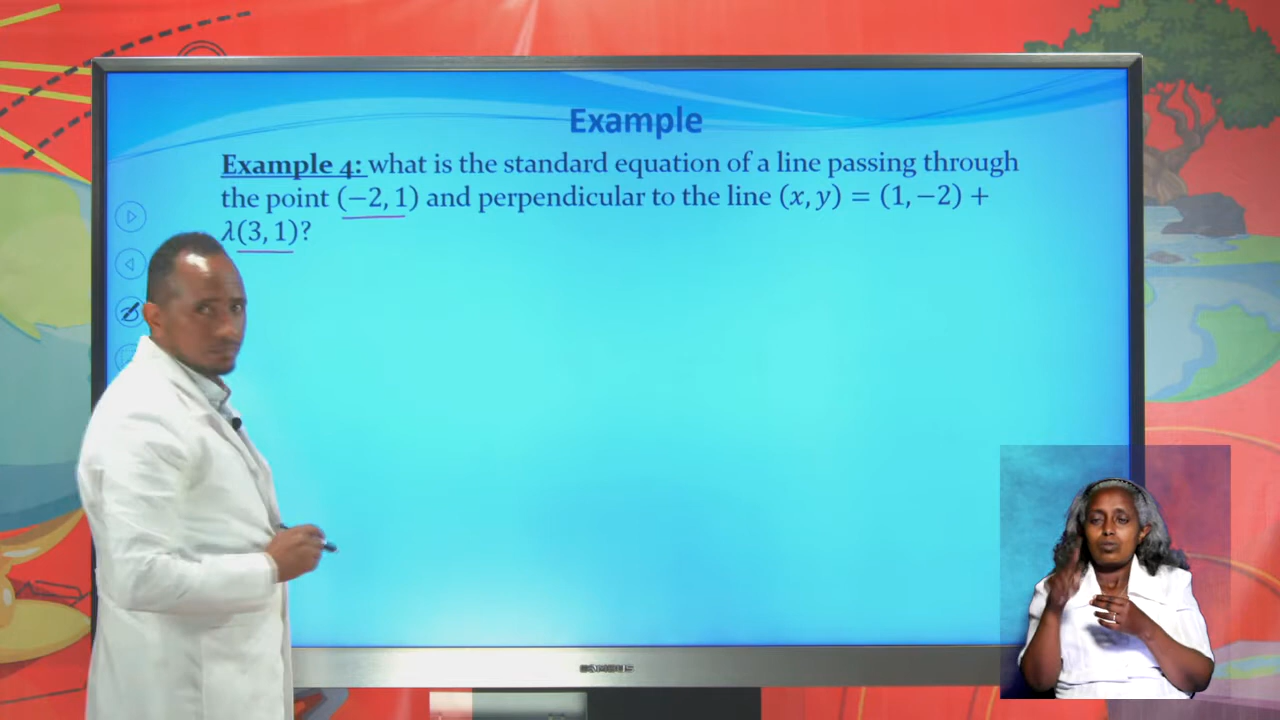 Example
Example 4: what is the standard equation of a line passing through
the point (−2, 1) and perpendicular to the line (x, y) = (1, −2) +
λ(3, 1)?